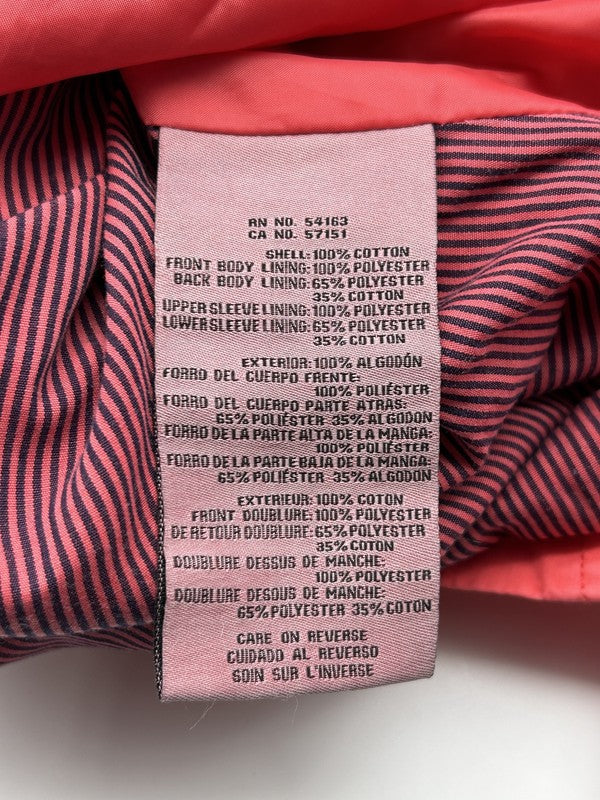 RN NO. 54163
CA NO. 57151
SHELL: 100% COTTON
FRONT BODY LINING: 100% POLYESTER
BACK BODY LINING: 65% POLYESTER
35% COTTON
UPPER SLEEVE LINING: 100% POLYESTER
LOWER SLEEVE LINING: 65% POLYESTER
35% COTTON
EXTERIOR: 100% ALGODÓN
FORRO DEL CUERPO FRENTE:
100% POLIÉSTER
FORRO DEL CUERPO PARTE ATRAS:
65% POLIÉSTER 35% ALGODON
FORRO DE LA PARTE ALTA DE LA MANGA:
100% POLIÉSTER
FORRO DE LA PARTE BAJA DE LA MANGA:
65% POLIÉSTER 35% ALGODON
EXTERIEUR: 100% COTON
FRONT DOUBLURE: 100% POLYESTER
DE RETOUR DOUBLURE: 65% POLYESTER
35% COTON
DOUBLURE DESSUS DE MANCHE:
100% POLYESTER
DOUBLURE DESSUS DE MANCHE:
65% POLYESTER 35% COTON
CARE ON REVERSE
CUIDADO AL REVERSO
SOIN SUR L'INVERSE